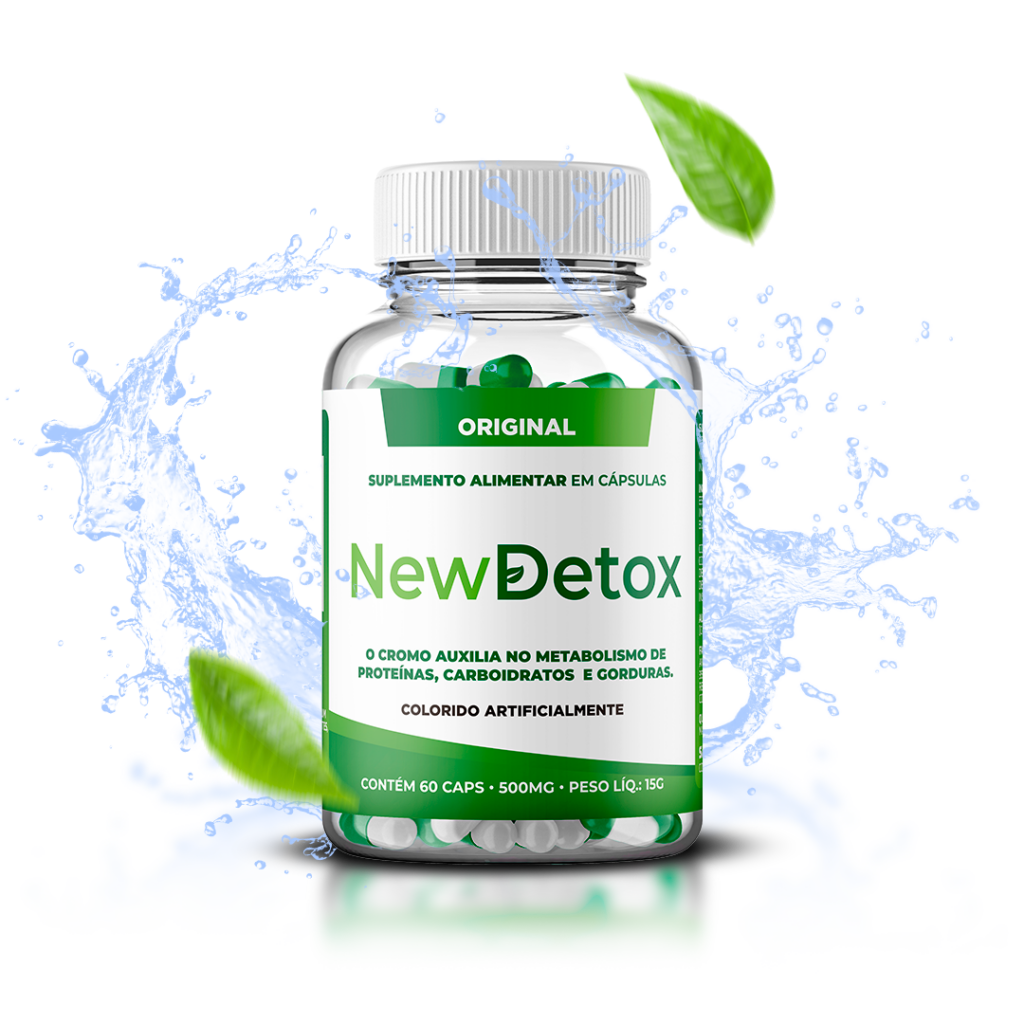 ORIGINAL
SUPLEMENTO ALIMENTAR EM CÁPSULAS
NewDetox
O CROMO AUXILIA NO METABOLISMO DE
PROTEÍNAS, CARBOIDRATOS E GORDURAS.
COLORIDO ARTIFICIALMENTE
CONTÉM 60 CAPS • 500MG • PESO LÍQ.: 15G